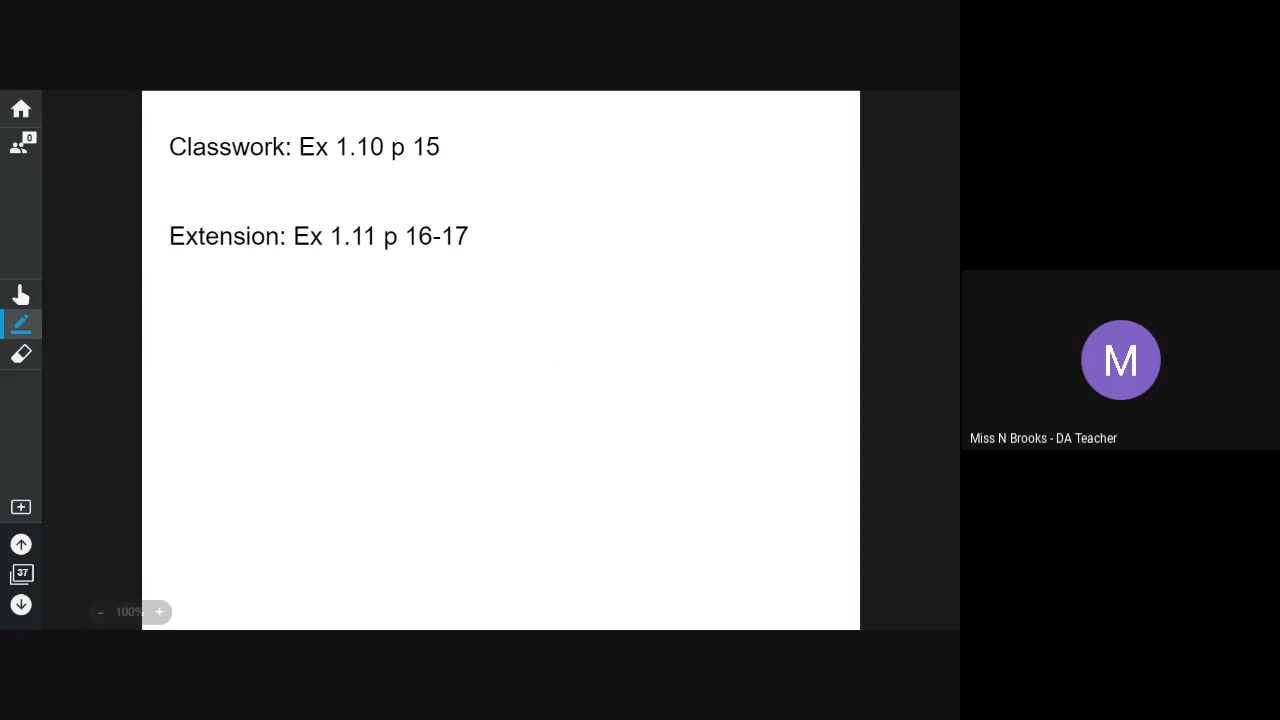 0
Classwork: Ex 1.10 p 15
Extension: Ex 1.11 p 16-17
M
Miss N Brooks - DA Teacher
37
- 100% +